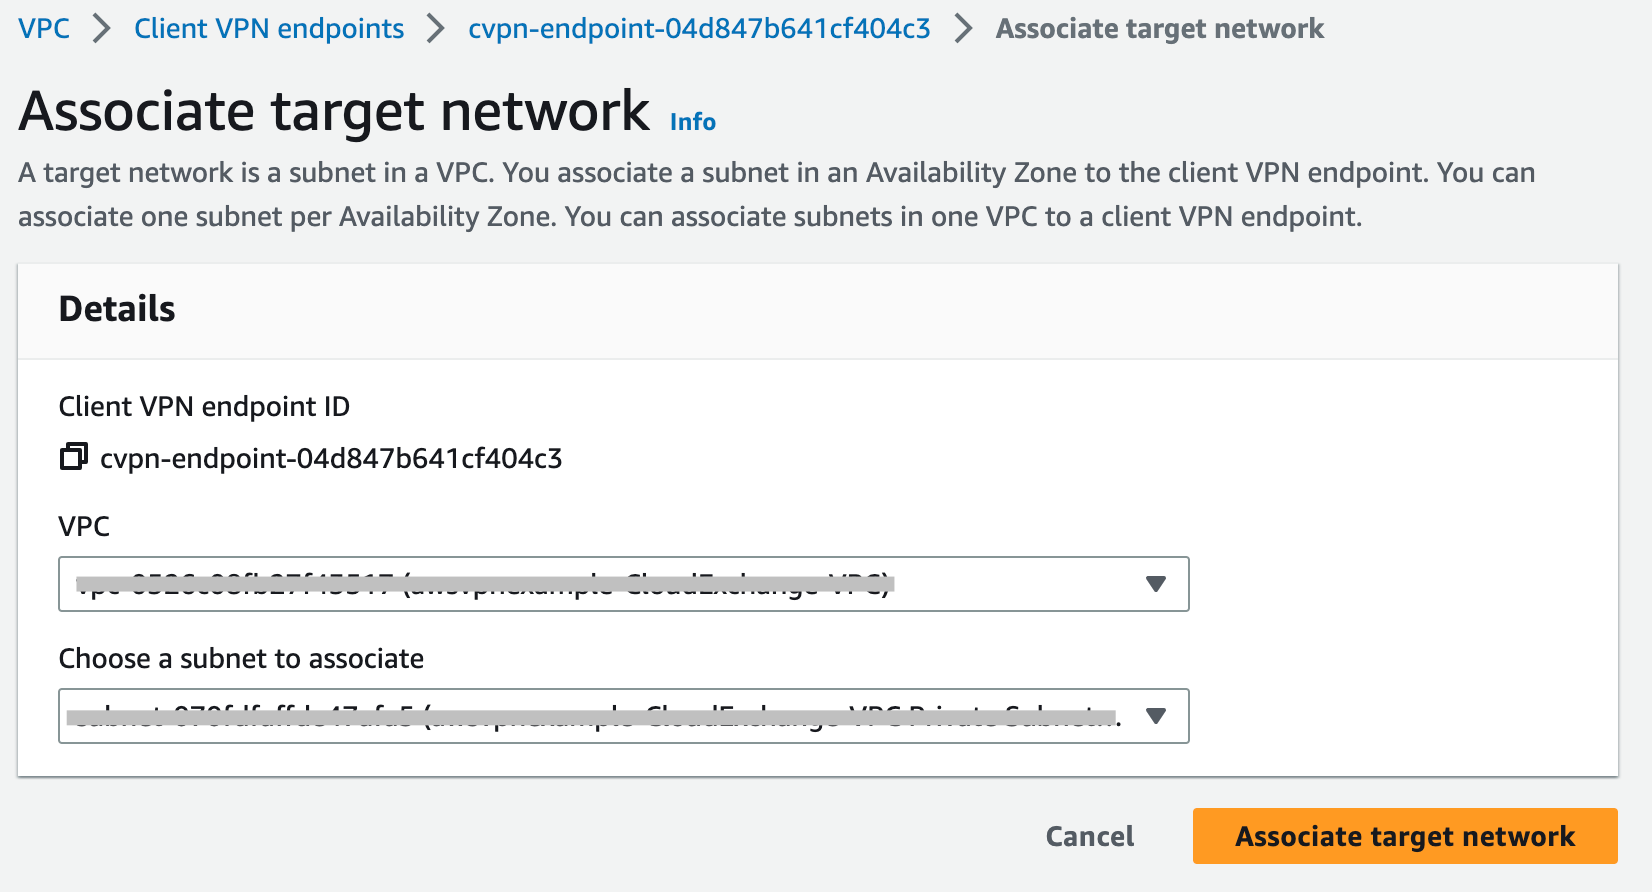 VPC > Client VPN endpoints > cvpn-endpoint-04d847b641cf404c3 > Associate target network
Associate target network Info
A target network is a subnet in a VPC. You associate a subnet in an Availability Zone to the client VPN endpoint. You can
associate one subnet per Availability Zone. You can associate subnets in one VPC to a client VPN endpoint.
Details
Client VPN endpoint ID
cvpn-endpoint-04d847b641cf404c3
VPC
Choose a subnet to associate
Cancel Associate target network